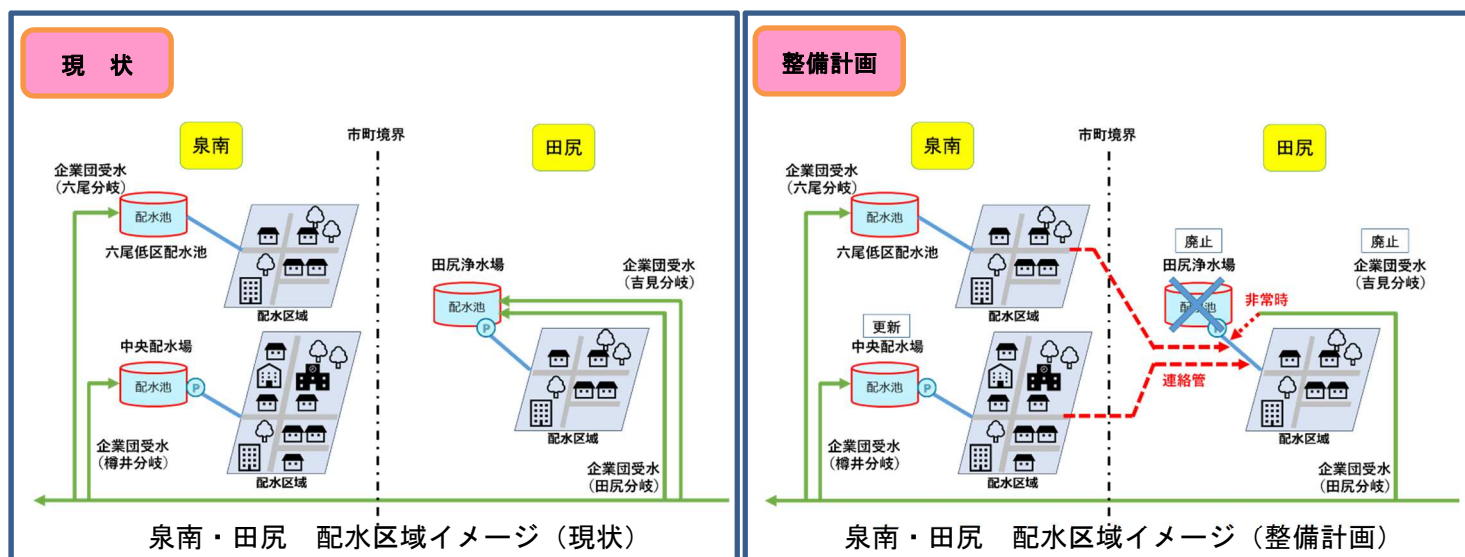 現　状
泉南
市町境界
田尻
企業団受水
（六尾分岐）
配水池
六尾低区配水池
配水区域
田尻浄水場
配水池
P
企業団受水
（吉見分岐）
中央配水場
配水池
P
配水区域
企業団受水
（樽井分岐）
配水区域
企業団受水
（田尻分岐）
泉南・田尻　配水区域イメージ（現状）
整備計画
泉南
市町境界
田尻
企業団受水
（六尾分岐）
配水池
六尾低区配水池
配水区域
廃止
田尻浄水場
配水池
P
非常時
廃止
企業団受水
（吉見分岐）
更新
中央配水場
配水池
P
連絡管
配水区域
企業団受水
（樽井分岐）
配水区域
企業団受水
（田尻分岐）
泉南・田尻　配水区域イメージ（整備計画）